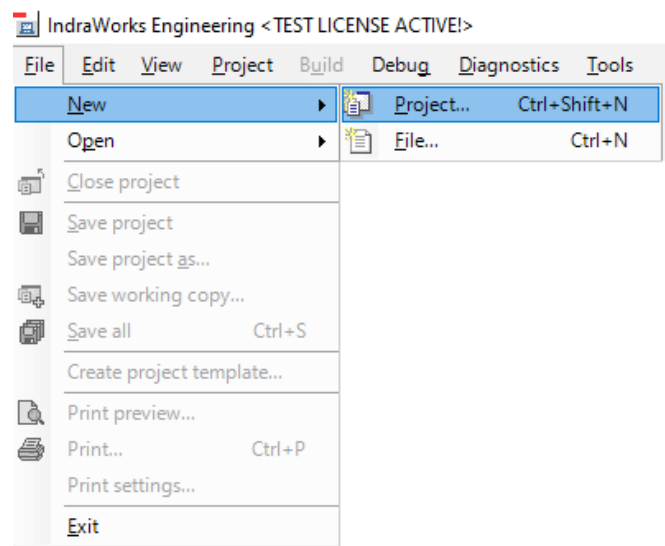 IndraWorks Engineering <TEST LICENSE ACTIVE!>
File Edit View Project Build Debug Diagnostics Tools
New
Project... Ctrl+Shift+N
Open
File... Ctrl+N
Close project
Save project
Save project as...
Save working copy...
Save all Ctrl+S
Create project template...
Print preview...
Print... Ctrl+P
Print settings...
Exit